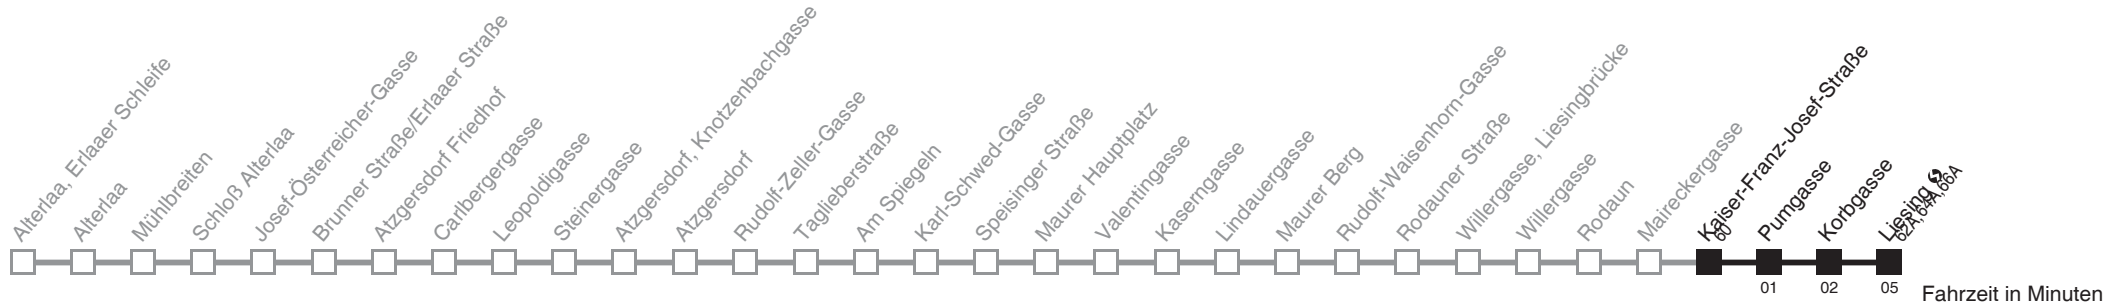 Alterlaa, Erlaaer Schleife
Alterlaa
Mühlbreiten
Schloß Alterlaa
Josef-Österreicher-Gasse
Brunner Straße/Erlaaer Straße
Atzgersdorf Friedhof
Carlbergergasse
Leopoldigasse
Steinergasse
Atzgersdorf, Knotzenbachgasse
Atzgersdorf
Rudolf-Zeller-Gasse
Taglieberstraße
Am Spiegeln
Karl-Schwed-Gasse
Speisinger Straße
Maurer Hauptplatz
Valentingasse
Kaserngasse
Lindauergasse
Maurer Berg
Rudolf-Waisenhorn-Gasse
Rodauner Straße
Willergasse, Liesingbrücke
Willergasse
Rodaun
Maireckergasse
Kaiser-Franz-Josef-Straße
60
Pumgasse
Korbgasse
Liesing
62A,64A,66A
01
02
05
Fahrzeit in Minuten